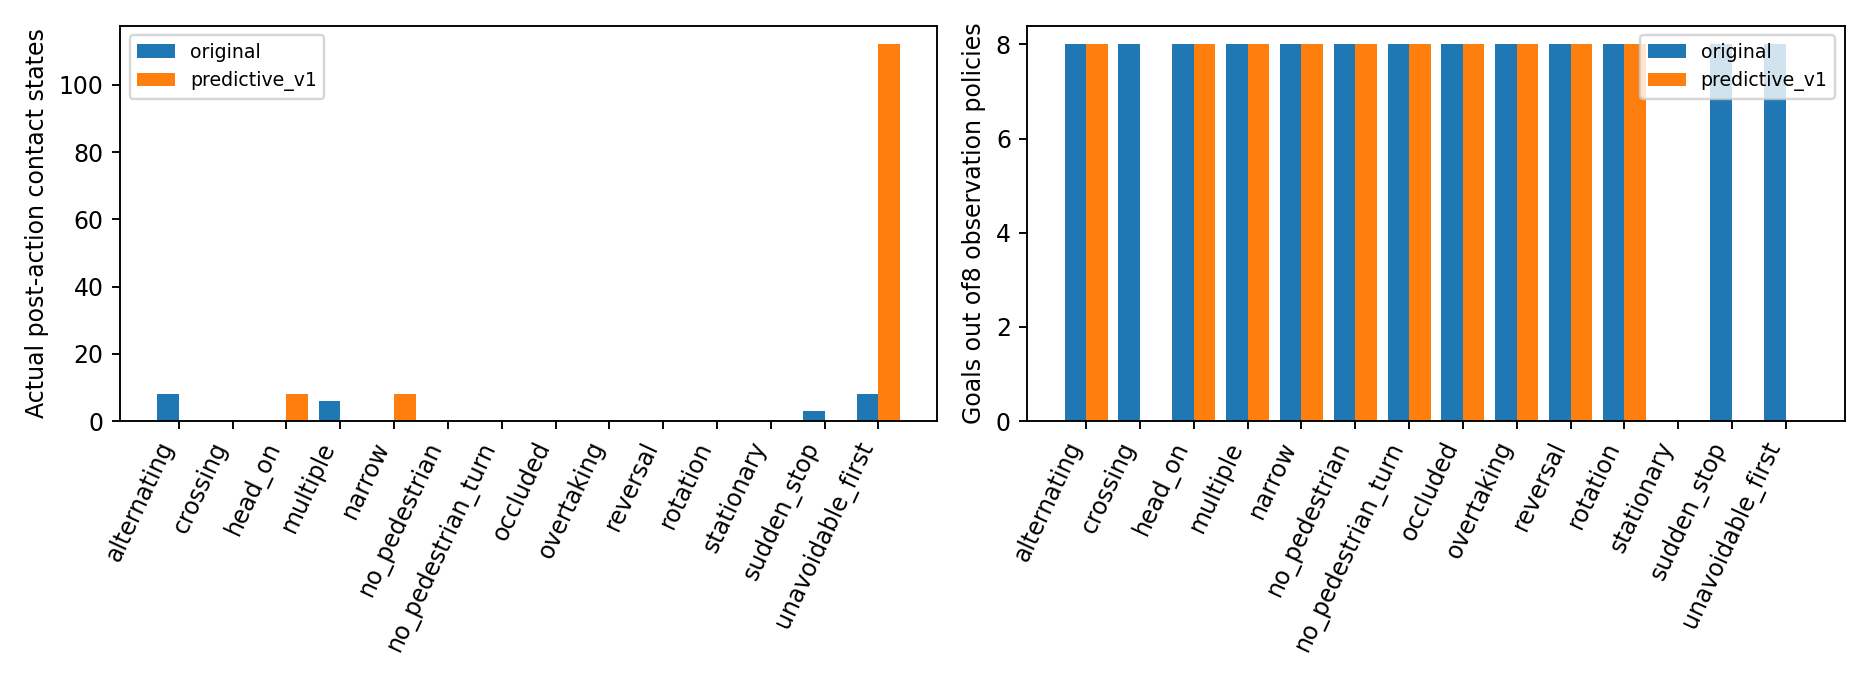 Actual post-action contact states
100
80
60
40
20
0
original
predictive_v1
alternating
crossing
head_on
multiple
narrow
no_pedestrian
no_pedestrian_turn
occluded
overtaking
reversal
rotation
stationary
sudden_stop
unavoidable_first
Goals out of8 observation policies
8
6
4
2
0
original
predictive_v1
alternating
crossing
head_on
multiple
narrow
no_pedestrian
no_pedestrian_turn
occluded
overtaking
reversal
rotation
stationary
sudden_stop
unavoidable_first